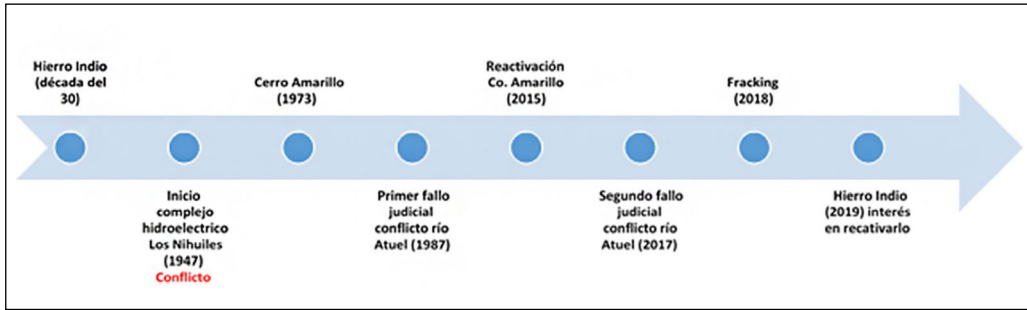 Hierro Indio
(década del
30)
Inicio
complejo
hidroelectrico
Los Nihuiles
(1947)
Conflicto
Cerro Amarillo
(1973)
Primer fallo
judicial
conflicto río
Atuel (1987)
Reactivación
Co. Amarillo
(2015)
Segundo fallo
judicial
conflicto río
Atuel (2017)
Fracking
(2018)
Hierro Indio
(2019) interés
en recativarlo